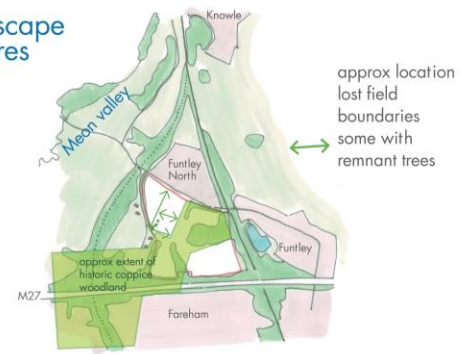 scape
res
Knowle
Meon valley
approx location
lost field
boundaries
some with
remnant trees
Funtley
North
Funtley
approx extent of
historic coppice
woodland
M27
Fareham